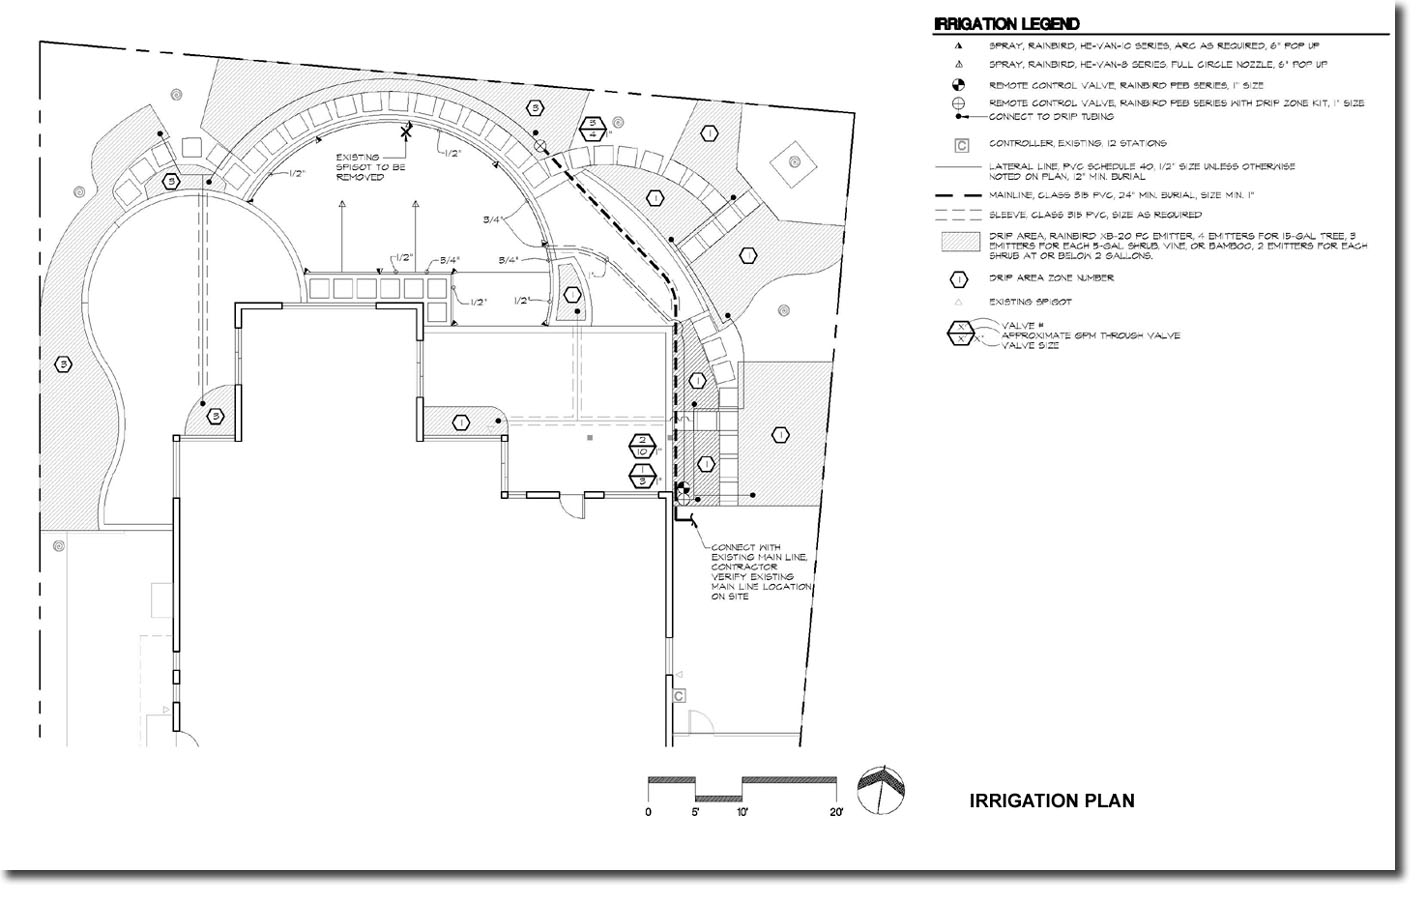 IRRIGATION LEGEND
SPRAY, RAINBIRD, HE-VAN-10 SERIES, ARC AS REQUIRED, 6" POP UP
SPRAY, RAINBIRD, HE-VAN-8 SERIES, FULL CIRCLE NOZZLE, 6" POP UP
REMOTE CONTROL VALVE, RAINBIRD PEB SERIES, 1" SIZE
REMOTE CONTROL VALVE, RAINBIRD PEB SERIES WITH DRIP ZONE KIT, 1" SIZE
CONNECT TO DRIP TUBING
C
CONTROLLER, EXISTING, 12 STATIONS
LATERAL LINE, PVC SCHEDULE 40, 1/2" SIZE UNLESS OTHERWISE
NOTED ON PLAN, 12" MIN. BURIAL
MAINLINE, CLASS 315 PVC, 24" MIN. BURIAL, SIZE MIN. 1"
SLEEVE, CLASS 315 PVC, SIZE AS REQUIRED
DRIP AREA, RAINBIRD XB-20 PC EMITTER, 4 EMITTERS FOR 15-GAL TREE, 3
EMITTERS FOR EACH 5-GAL SHRUB, VINE, OR BAMBOO, 2 EMITTERS FOR EACH
SHRUB AT OR BELOW 2 GALLONS.
1
DRIP AREA ZONE NUMBER
EXISTING SPIGOT
X'
X'
X"
VALVE #
APPROXIMATE GPM THROUGH VALVE
VALVE SIZE
3
3
4
1"
1
1/2"
EXISTING
SPIGOT TO BE
REMOVED
1/2"
3
1
3/4"
1
1/2"
3/4"
3/4"
1"
1/2"
1/2"
1
3
1
3
1
1
2
10
1"
1
1
3
1"
CONNECT WITH
EXISTING MAIN LINE,
CONTRACTOR
VERIFY EXISTING
MAIN LINE LOCATION
ON SITE
C
0
5'
10'
20'
IRRIGATION PLAN